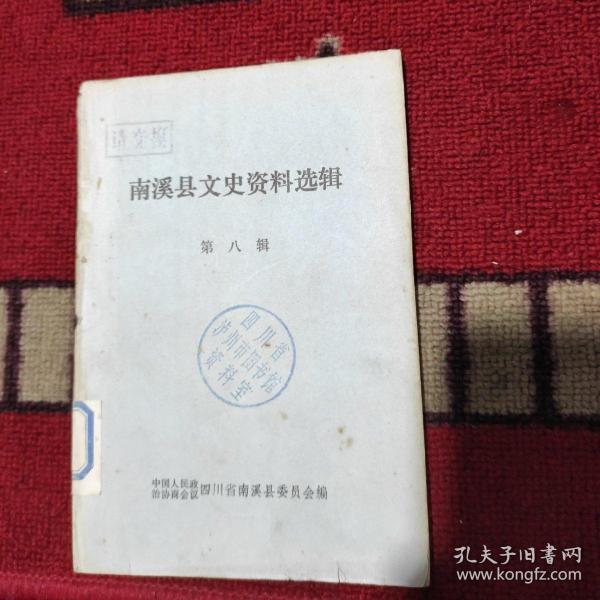 请交换
南溪县文史资料选辑
第八辑
四川省
泸州市图书馆
资料室
中国人民政
治协商会议 四川省南溪县委员会编
孔夫子旧书网
www.kongfz.com